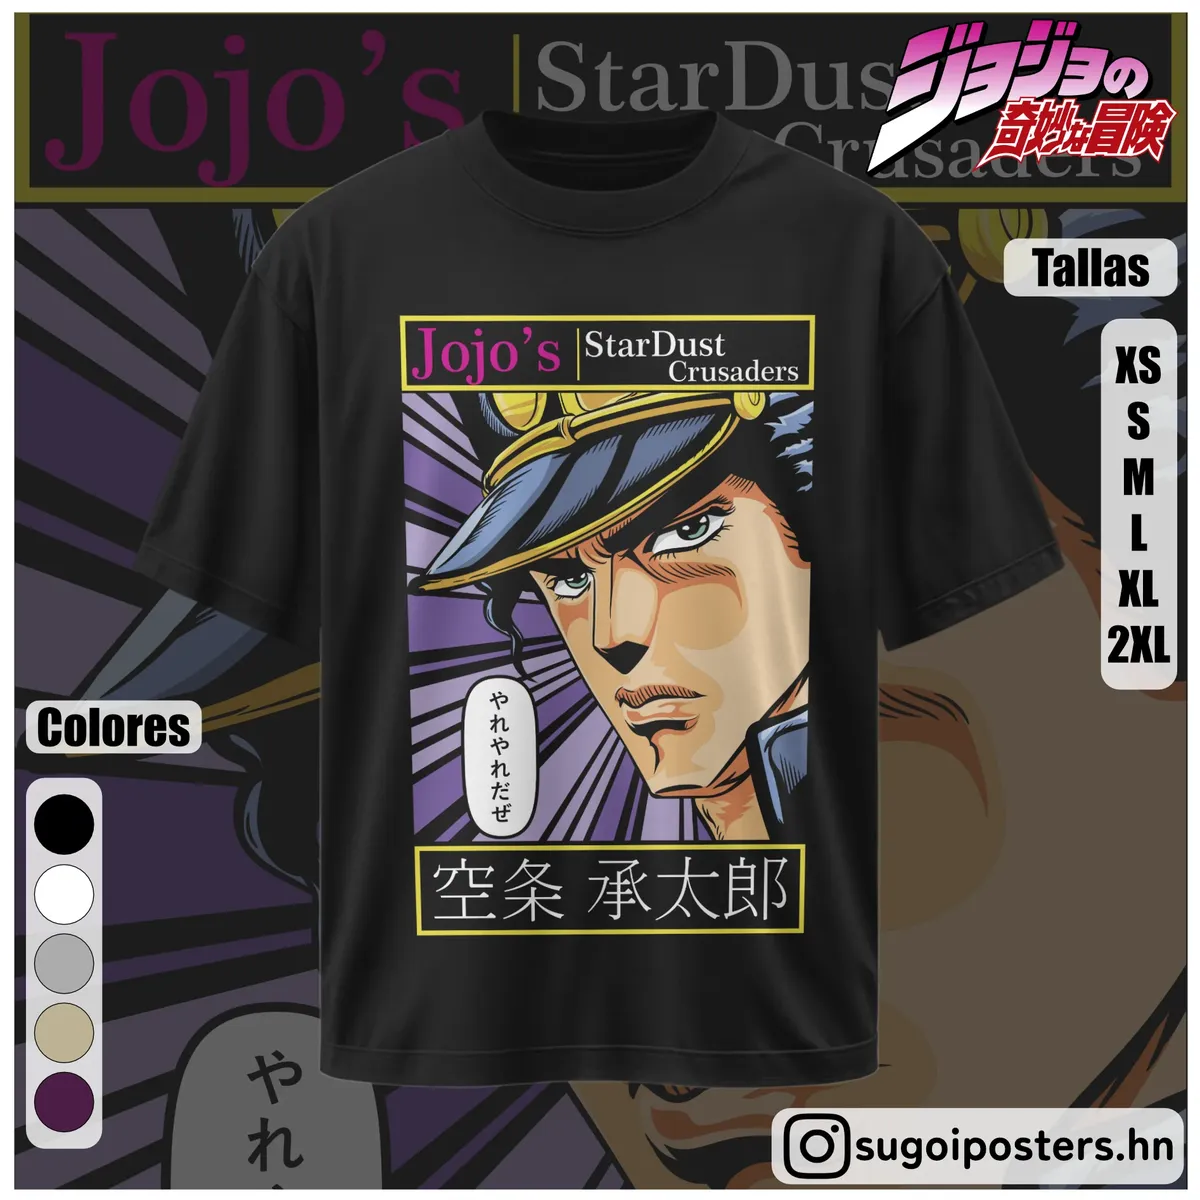 Jojo's
StarDus
Crusaders
ジョジョの
奇妙な冒険
Tallas
XS
S
M
L
XL
2XL
Jojo's
StarDust
Crusaders
やれやれだぜ
空条 承太郎
Colores
やれ
sugoiposters.hn